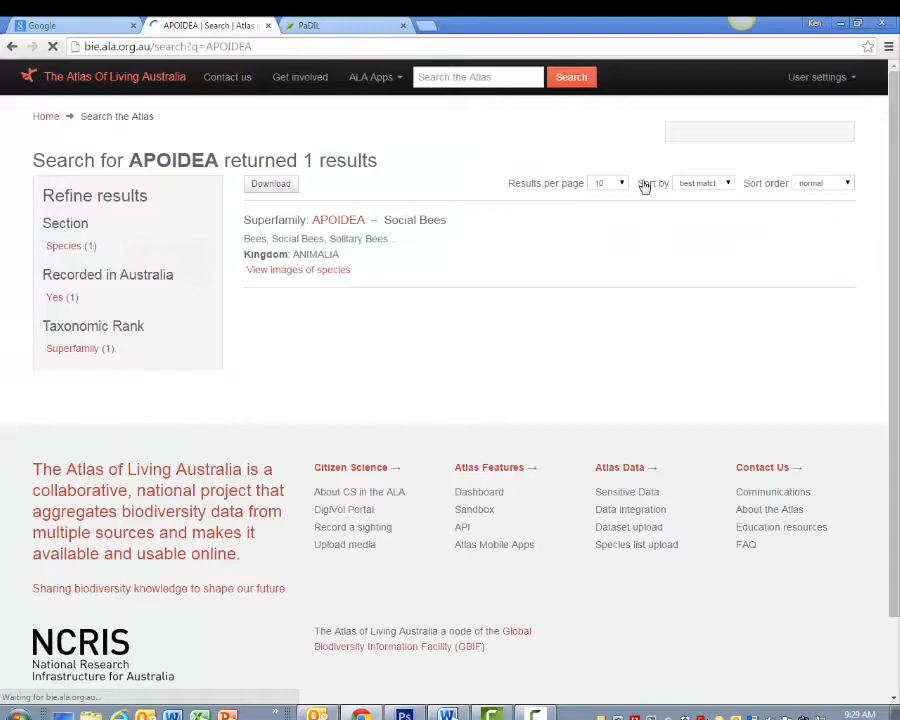 Google
APOIDEA | Search | Atlas o
PaDIL
Ken
bie.ala.org.au/search?q=APOIDEA
The Atlas Of Living Australia
Contact us
Get involved
ALA Apps
Search the Atlas
Search
User settings
Home → Search the Atlas
Search for APOIDEA returned 1 results
Refine results
Section
Species (1)
Recorded in Australia
Yes (1)
Taxonomic Rank
Superfamily (1)
Download
Results per page
10
Sort by
best match
Sort order
normal
Superfamily: APOIDEA – Social Bees
Bees, Social Bees, Solitary Bees ..
Kingdom: ANIMALIA
View images of species
The Atlas of Living Australia is a
collaborative, national project that
aggregates biodiversity data from
multiple sources and makes it
available and usable online.
Sharing biodiversity knowledge to shape our future.
NCRIS
National Research
Infrastructure for Australia
Citizen Science →
About CS in the ALA
DigiVol Portal
Record a sighting
Upload media
Atlas Features →
Dashboard
Sandbox
API
Atlas Mobile Apps
Atlas Data →
Sensitive Data
Data integration
Dataset upload
Species list upload
Contact Us →
Communications
About the Atlas
Education resources
FAQ
The Atlas of Living Australia a node of the Global
Biodiversity Information Facility (GBIF).
Waiting for bie.ala.org.au...
9:29 AM